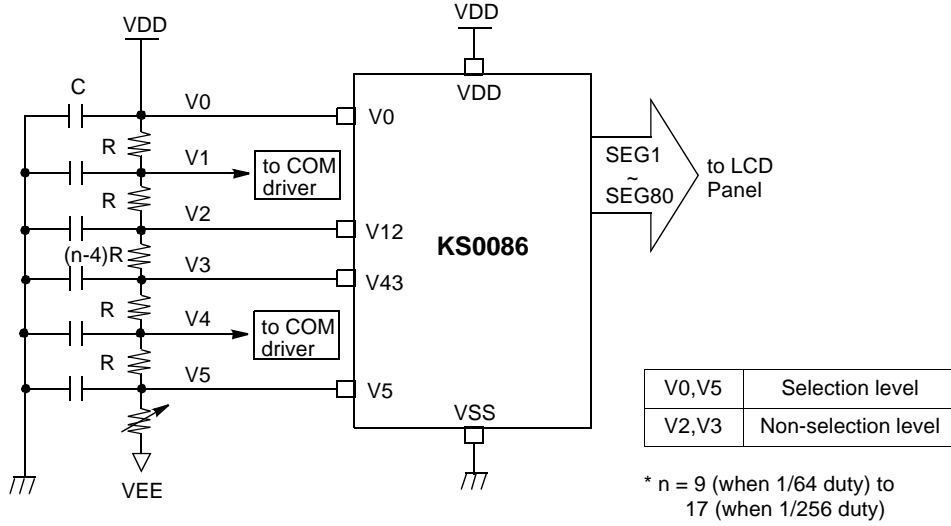 VDD
VDD
C
V0
V0
VDD
R
V1
to COM
driver
SEG1
~
SEG80
to LCD
Panel
R
V2
V12
KS0086
(n-4)R
V3
V43
R
V4
to COM
driver
R
V5
V5
VSS
VEE
V0,V5 Selection level
V2,V3 Non-selection level
* n = 9 (when 1/64 duty) to
17 (when 1/256 duty)